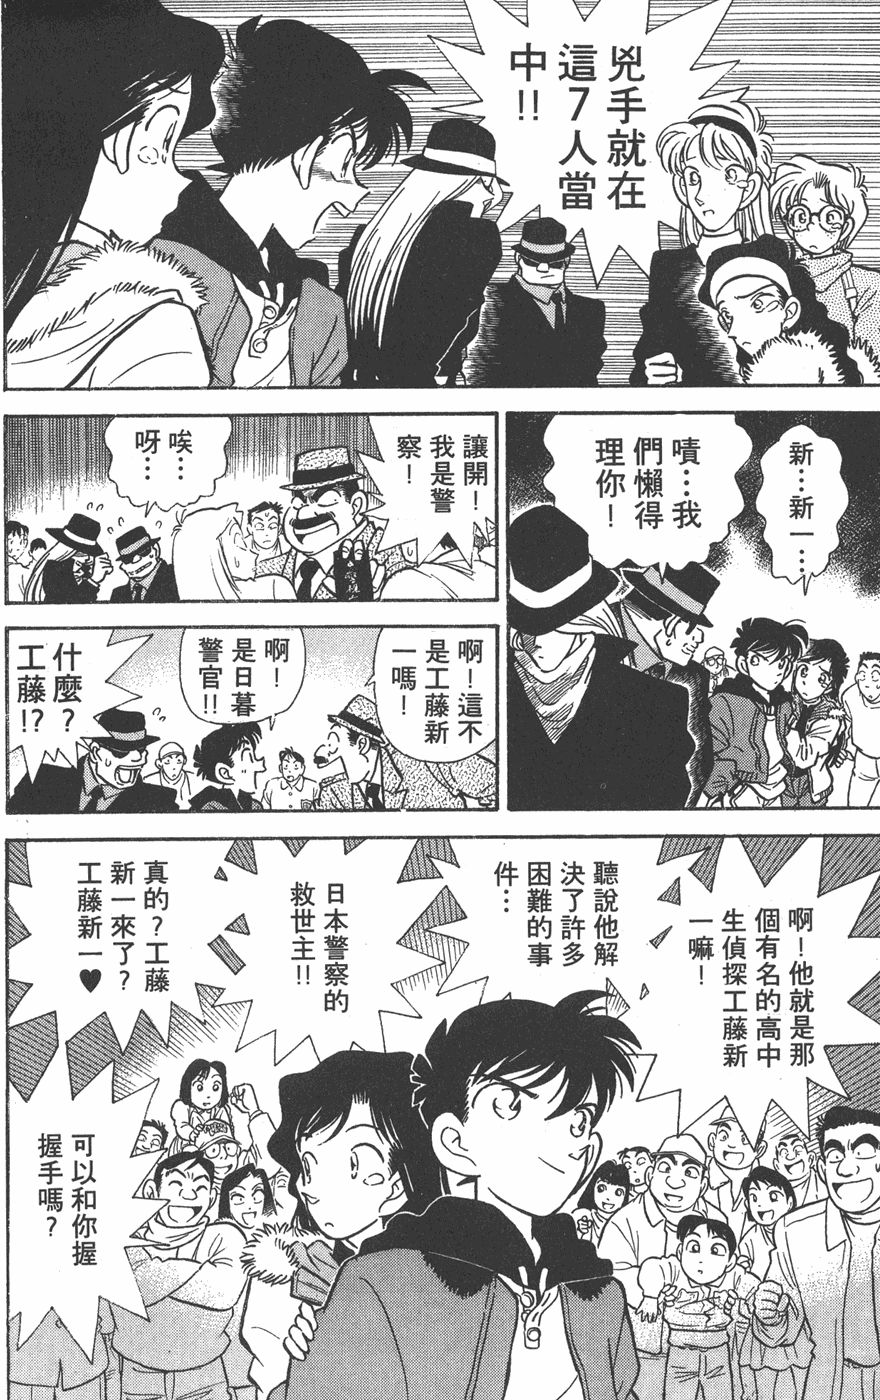 兇手就在
這7人當
中!!
新…新一…
嘖…我
們懶得
理你！
讓開！
我是警
察！
唉…
呀…
啊！這不
是工藤新
一嗎！
啊！
是日暮
警官!!
什麼？
工藤!?
啊！他就是那
個有名的高中
生偵探工藤新
一嘛！
聽說他解
決了許多
困難的事
件…
日本警察的
救世主!!
真的？工藤
新一來了？
工藤新一♥
可以和你握
握手嗎？